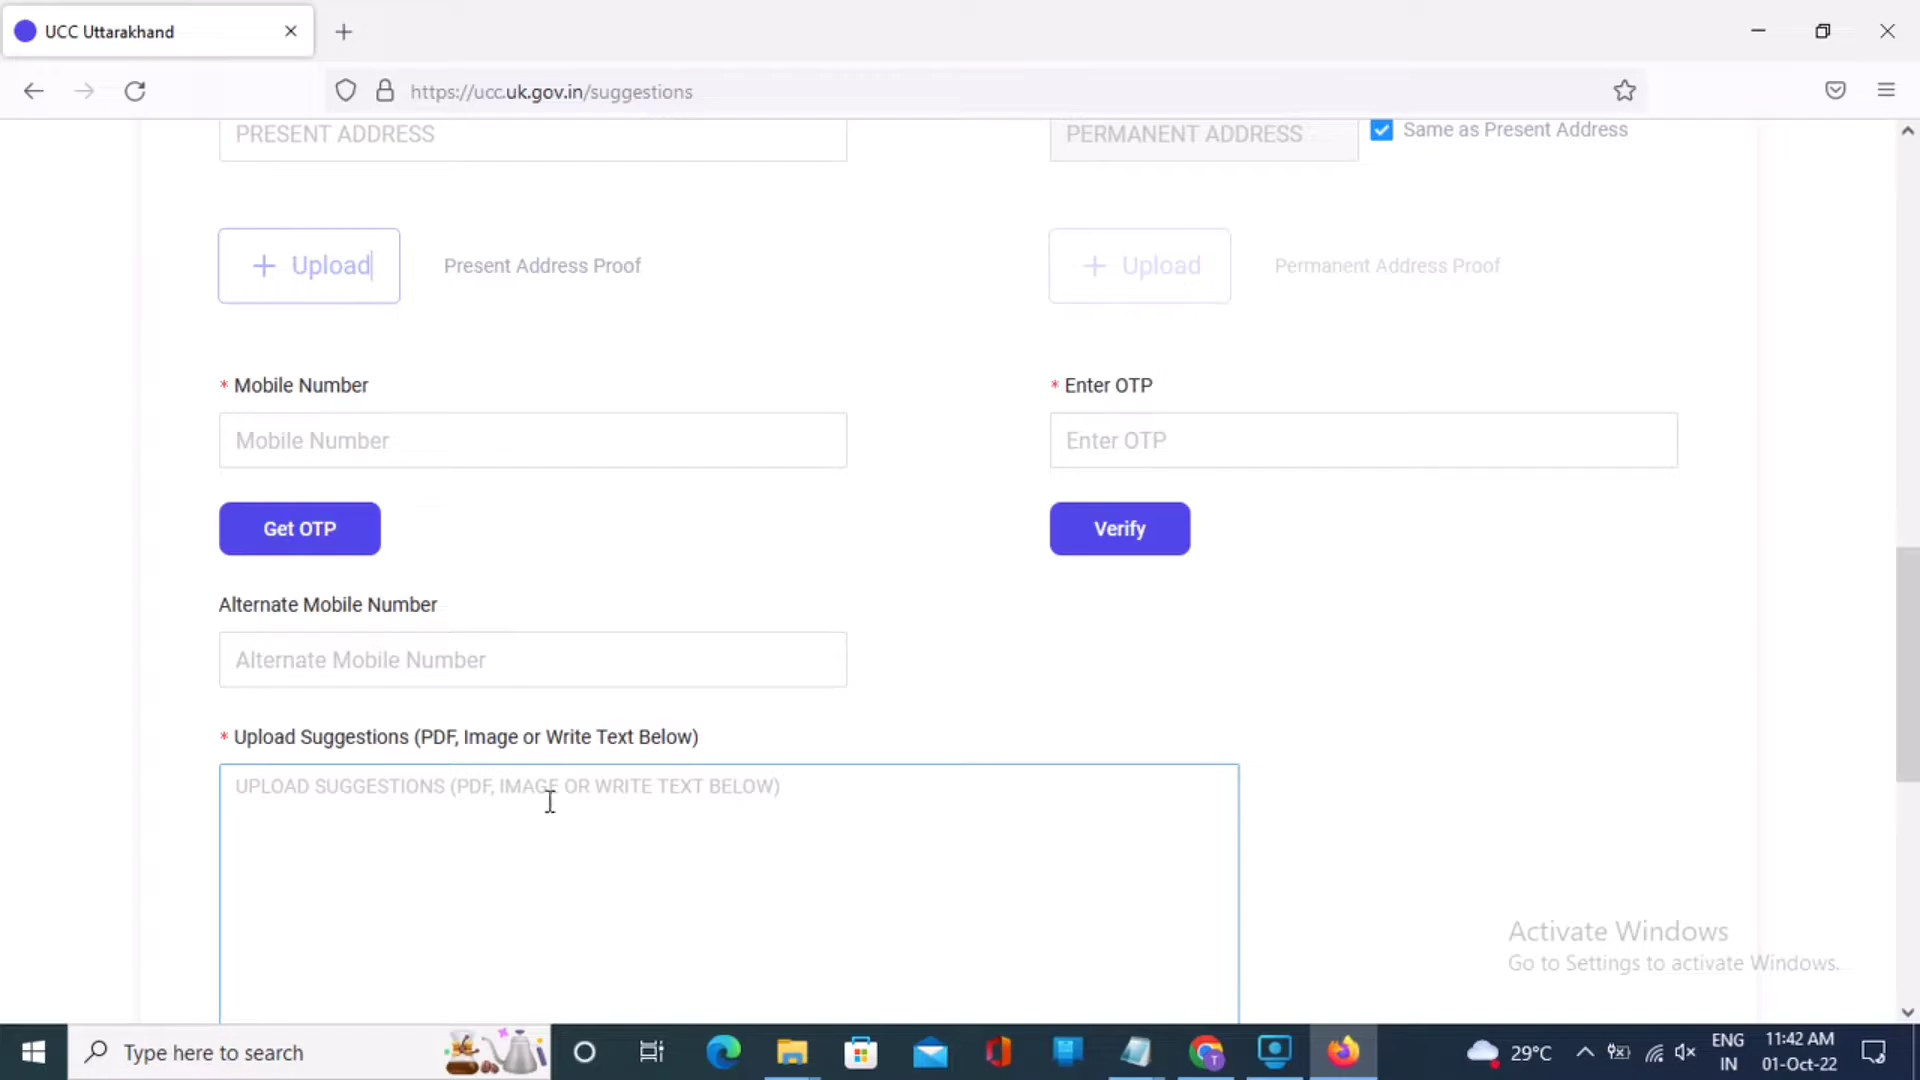 UCC Uttarakhand
https://ucc.uk.gov.in/suggestions
PRESENT ADDRESS
PERMANENT ADDRESS
Same as Present Address
+ Upload
Present Address Proof
+ Upload
Permanent Address Proof
* Mobile Number
* Enter OTP
Mobile Number
Enter OTP
Get OTP
Verify
Alternate Mobile Number
Alternate Mobile Number
* Upload Suggestions (PDF, Image or Write Text Below)
UPLOAD SUGGESTIONS (PDF, IMAGE OR WRITE TEXT BELOW)
Activate Windows
Go to Settings to activate Windows.
Type here to search
T
29°C
ENG
IN
11:42 AM
01-Oct-22